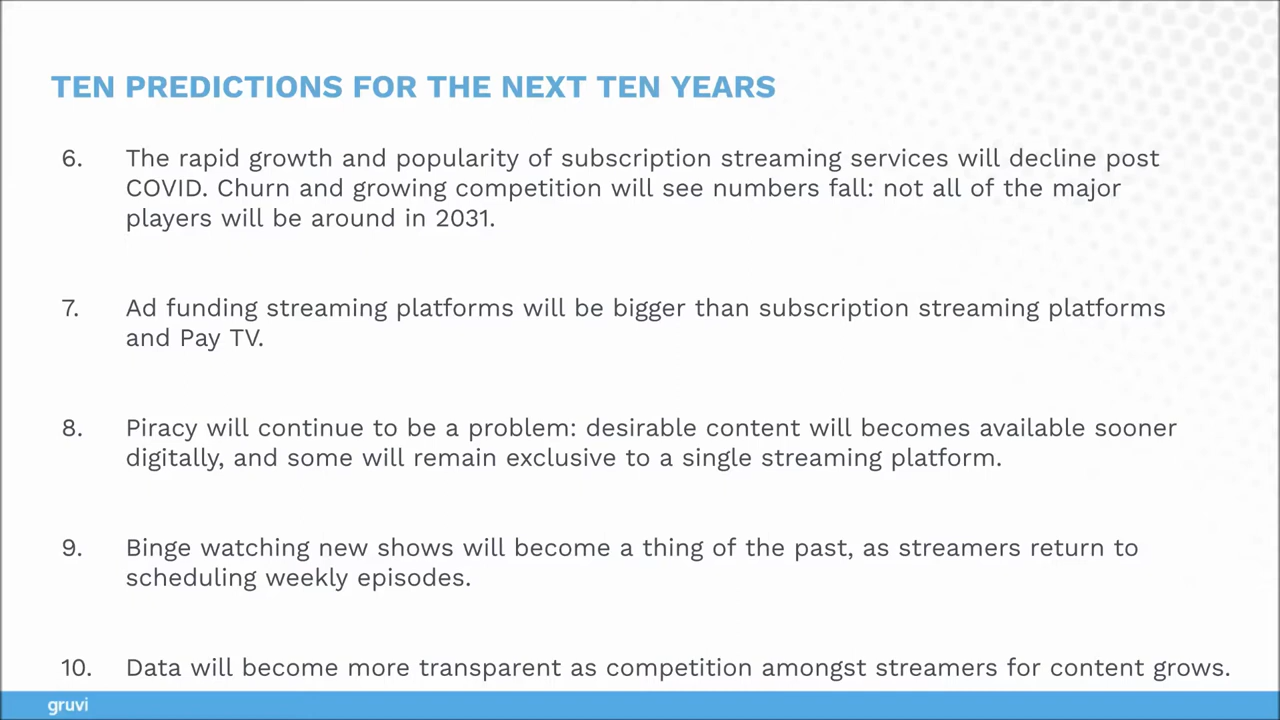 TEN PREDICTIONS FOR THE NEXT TEN YEARS
6. The rapid growth and popularity of subscription streaming services will decline post
COVID. Churn and growing competition will see numbers fall: not all of the major
players will be around in 2031.
7. Ad funding streaming platforms will be bigger than subscription streaming platforms
and Pay TV.
8. Piracy will continue to be a problem: desirable content will becomes available sooner
digitally, and some will remain exclusive to a single streaming platform.
9. Binge watching new shows will become a thing of the past, as streamers return to
scheduling weekly episodes.
10. Data will become more transparent as competition amongst streamers for content grows.
gruvi